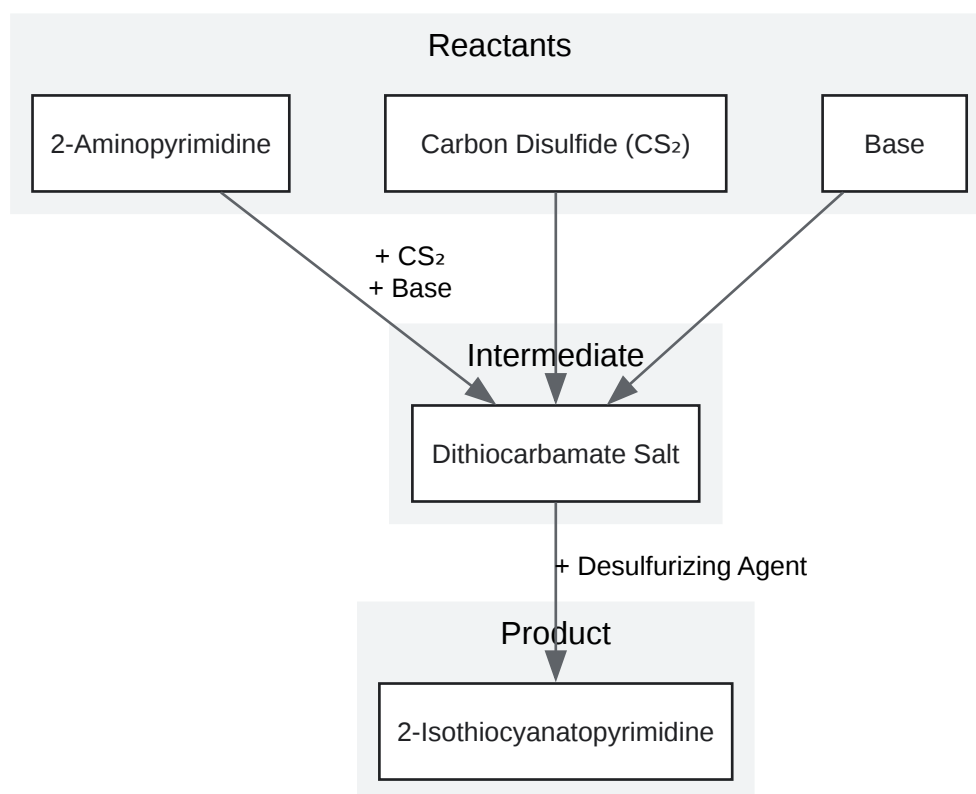 Reactants
2-Aminopyrimidine
Carbon Disulfide (CS₂)
Base
+ CS₂
+ Base
Intermediate
Dithiocarbamate Salt
+ Desulfurizing Agent
Product
2-Isothiocyanatopyrimidine